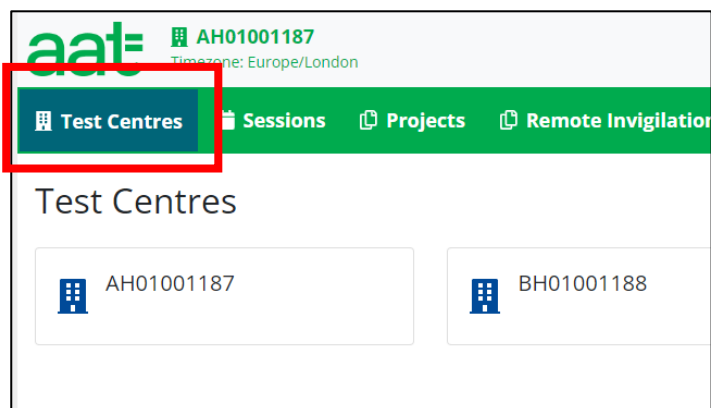 aat
AH01001187
Timezone: Europe/London
Test Centres
Sessions
Projects
Remote Invigilation
Test Centres
AH01001187
BH01001188